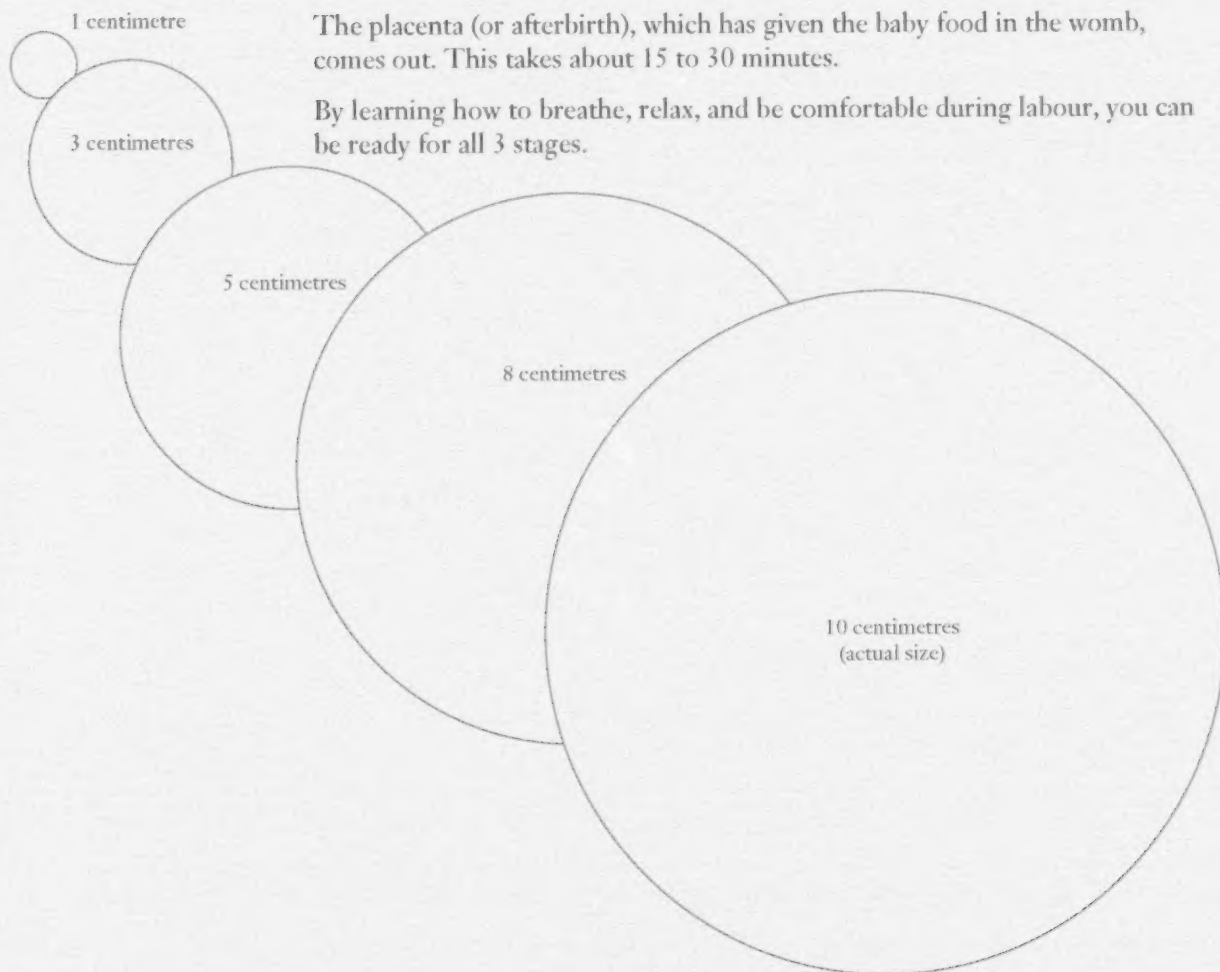 1 centimetre
The placenta (or afterbirth), which has given the baby food in the womb,
comes out. This takes about 15 to 30 minutes.
By learning how to breathe, relax, and be comfortable during labour, you can
be ready for all 3 stages.
3 centimetres
5 centimetres
8 centimetres
10 centimetres
(actual size)